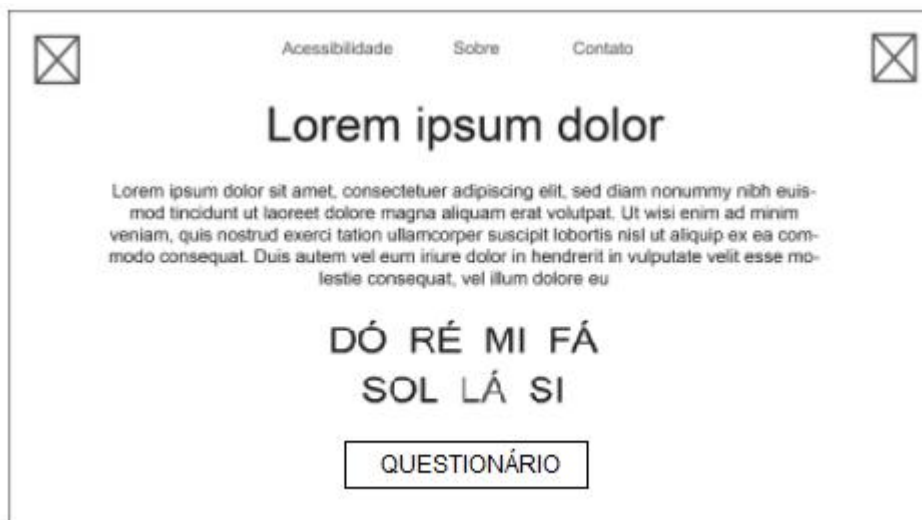 Acessibilidade Sobre Contato
Lorem ipsum dolor
Lorem ipsum dolor sit amet, consectetuer adipiscing elit, sed diam nonummy nibh euis-
mod tincidunt ut laoreet dolore magna aliquam erat volutpat. Ut wisi enim ad minim
veniam, quis nostrud exerci tation ullamcorper suscipit lobortis nisl ut aliquip ex ea com-
modo consequat. Duis autem vel eum iriure dolor in hendrerit in vulputate velit esse mo-
lestie consequat, vel illum dolore eu
DÓ RÉ MI FÁ
SOL LÁ SI
QUESTIONÁRIO